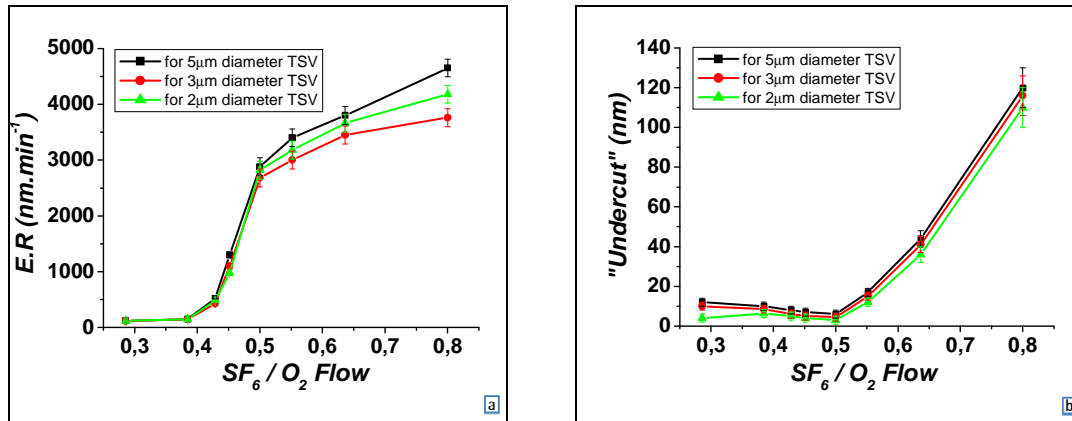 5000
4000
3000
2000
1000
0
E.R (nm.min-1)
for 5μm diameter TSV
for 3μm diameter TSV
for 2μm diameter TSV
0,3 0,4 0,5 0,6 0,7 0,8
SF6 / O2 Flow
a
140
120
100
80
60
40
20
0
"Undercut" (nm)
for 5μm diameter TSV
for 3μm diameter TSV
for 2μm diameter TSV
0,3 0,4 0,5 0,6 0,7 0,8
SF6 / O2 Flow
b